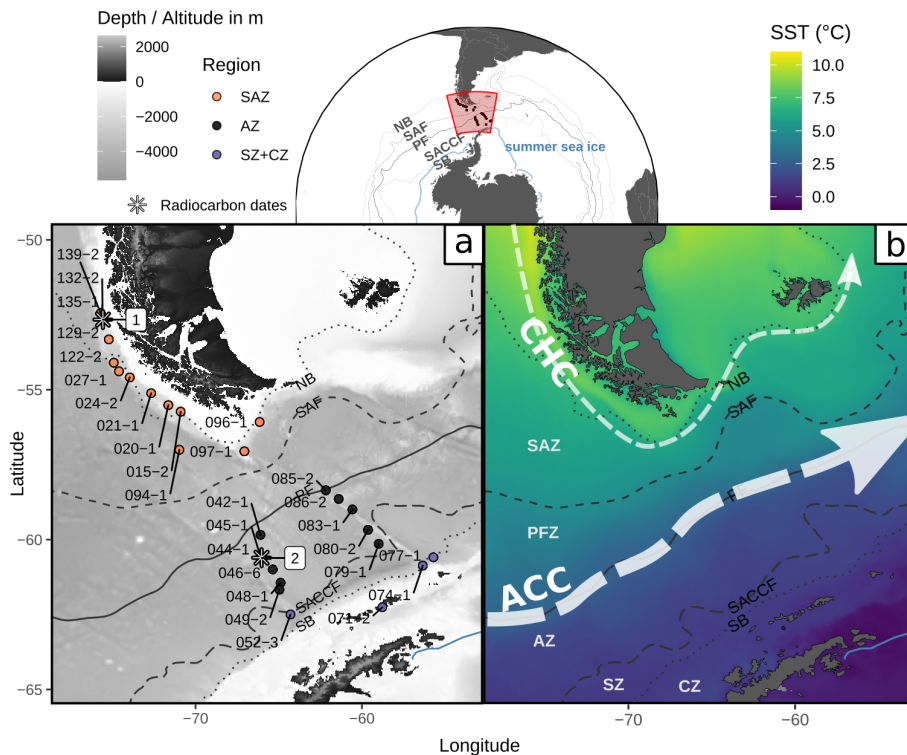 Depth / Altitude in m
2000
0
−2000
−4000
Region
SAZ
AZ
SZ+CZ
Radiocarbon dates
NB
SAF
PF
SACCF
SB
summer sea ice
SST (°C)
10.0
7.5
5.0
2.5
0.0
a
−50
−55
−60
−65
Latitude
139−2
132−2
135−1
129−2
122−2
027−1
024−2
021−1
020−1
015−2
094−1
096−1
097−1
1
NB
SAF
PF
085−2
086−2
083−1
080−2
079−1
077−1
074−1
071−2
042−1
045−1
044−1
046−6
048−1
049−2
052−3
2
SACCF
SB
−70
−60
b
CHC
NB
SAF
SAZ
PFZ
ACC
AZ
SACCF
SB
SZ
CZ
−70
−60
Longitude